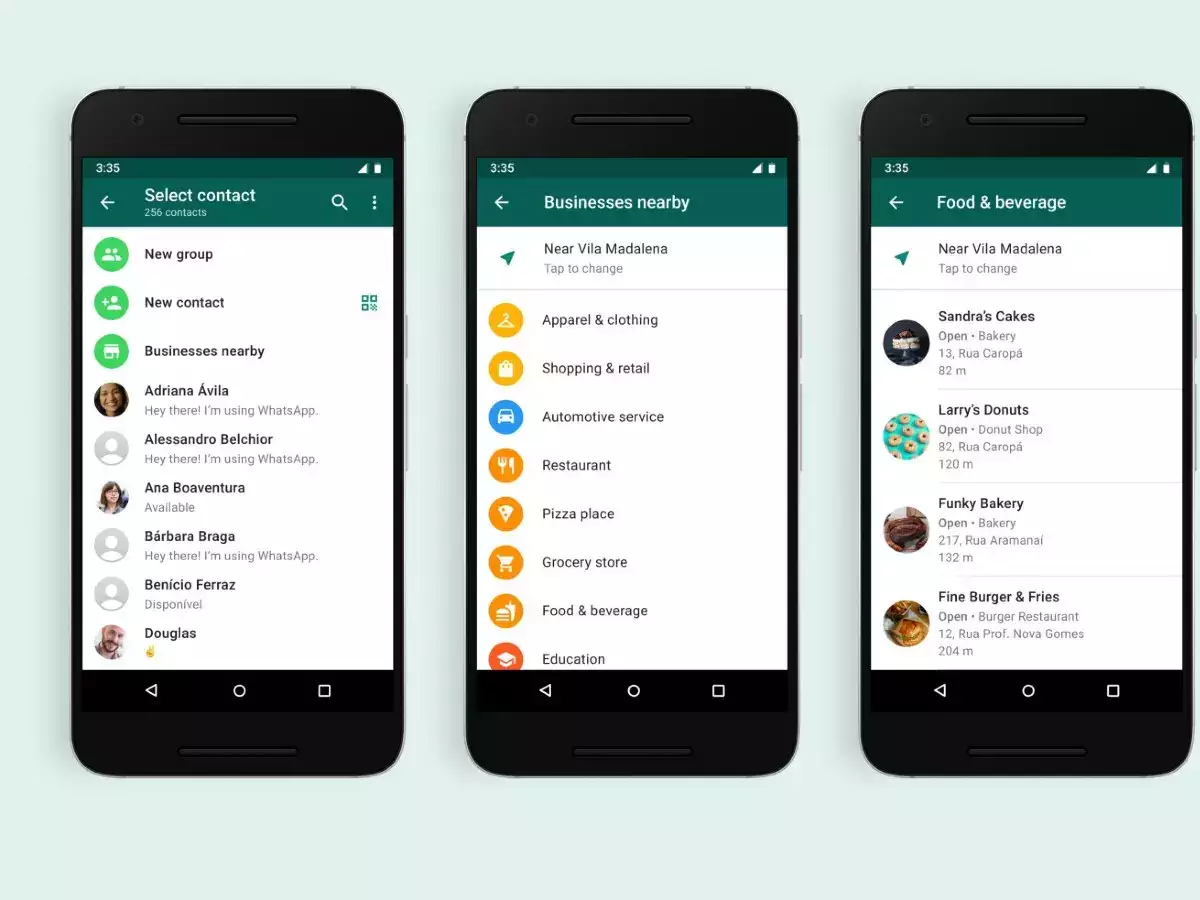 3:35
Select contact
256 contacts
New group
New contact
Businesses nearby
Adriana Ávila
Hey there! I'm using WhatsApp.
Alessandro Belchior
Hey there! I'm using WhatsApp.
Ana Boaventura
Available
Bárbara Braga
Hey there! I'm using WhatsApp.
Benício Ferraz
Disponível
Douglas
✌️
3:35
Businesses nearby
Near Vila Madalena
Tap to change
Apparel & clothing
Shopping & retail
Automotive service
Restaurant
Pizza place
Grocery store
Food & beverage
Education
3:35
Food & beverage
Near Vila Madalena
Tap to change
Sandra's Cakes
Open • Bakery
13, Rua Caropá
82 m
Larry's Donuts
Open • Donut Shop
82, Rua Caropá
120 m
Funky Bakery
Open • Bakery
217, Rua Aramanaí
132 m
Fine Burger & Fries
Open • Burger Restaurant
12, Rua Prof. Nova Gomes
204 m